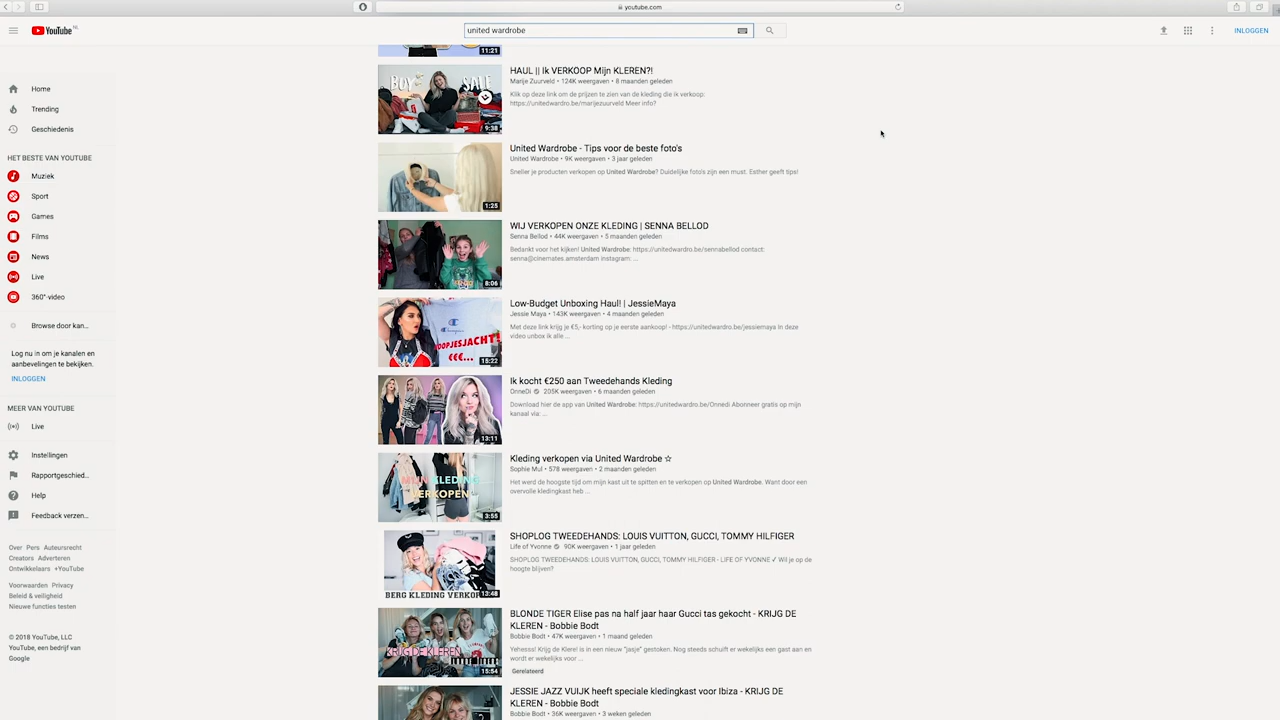 youtube.com
YouTube NL
united wardrobe
INLOGGEN
Home
Trending
Geschiedenis
HET BESTE VAN YOUTUBE
Muziek
Sport
Games
Films
News
Live
360°-video
Browse door kan...
Log nu in om je kanalen en
aanbevelingen te bekijken.
INLOGGEN
MEER VAN YOUTUBE
Live
Instellingen
Rapportgeschied...
Help
Feedback verzen...
Over Pers Auteursrecht
Creators Adverteren
Ontwikkelaars +YouTube
Voorwaarden Privacy
Beleid & veiligheid
Nieuwe functies testen
© 2018 YouTube, LLC
YouTube, een bedrijf van
Google
11:21
SALE
9:38
HAUL || Ik VERKOOP Mijn KLEREN?!
Marije Zuurveld • 124K weergaven • 8 maanden geleden
Klik op deze link om de prijzen te zien van de kleding die ik verkoop:
https://unitedwardro.be/marijezuurveld Meer info?
1:25
United Wardrobe - Tips voor de beste foto's
United Wardrobe • 9K weergaven • 3 jaar geleden
Sneller je producten verkopen op United Wardrobe? Duidelijke foto's zijn een must. Esther geeft tips!
8:06
WIJ VERKOPEN ONZE KLEDING | SENNA BELLOD
Senna Bellod • 44K weergaven • 5 maanden geleden
Bedankt voor het kijken! United Wardrobe: https://unitedwardro.be/sennabellod contact:
senna@cinemates.amsterdam instagram: ...
Champion
OOPJESJACHT!
€€€...
15:22
Low-Budget Unboxing Haul! | JessieMaya
Jessie Maya • 143K weergaven • 4 maanden geleden
Met deze link krijg je €5,- korting op je eerste aankoop! - https://unitedwardro.be/jessiemaya In deze
video unbox ik alle ...
13:11
Ik kocht €250 aan Tweedehands Kleding
OnneDi 205K weergaven • 6 maanden geleden
Download hier de app van United Wardrobe: https://unitedwardro.be/Onnedi Abonneer gratis op mijn
kanaal via: ...
MIJN KLEDING
VERKOPEN
3:55
Kleding verkopen via United Wardrobe ☆
Sophie Mul • 578 weergaven • 2 maanden geleden
Het werd de hoogste tijd om mijn kast uit te spitten en te verkopen op United Wardrobe. Want door een
overvolle kledingkast heb ...
BERG KLEDING VERKO
13:48
SHOPLOG TWEEDEHANDS: LOUIS VUITTON, GUCCI, TOMMY HILFIGER
Life of Yvonne 90K weergaven • 1 jaar geleden
SHOPLOG TWEEDEHANDS: LOUIS VUITTON, GUCCI, TOMMY HILFIGER - LIFE OF YVONNE ✓ Wil je op de
hoogte blijven?
KRIJG DE KLEREN
15:54
BLONDE TIGER Elise pas na half jaar haar Gucci tas gekocht - KRIJG DE
KLEREN - Bobbie Bodt
Bobbie Bodt • 47K weergaven • 1 maand geleden
Yehesss! Krijg de Klere! is in een nieuw "jasje" gestoken. Nog steeds schuift er wekelijks een gast aan en
wordt er wekelijks voor ...
Gerelateerd
JESSIE JAZZ VUIJK heeft speciale kledingkast voor Ibiza - KRIJG DE
KLEREN - Bobbie Bodt
Bobbie Bodt • 36K weergaven • 3 weken geleden